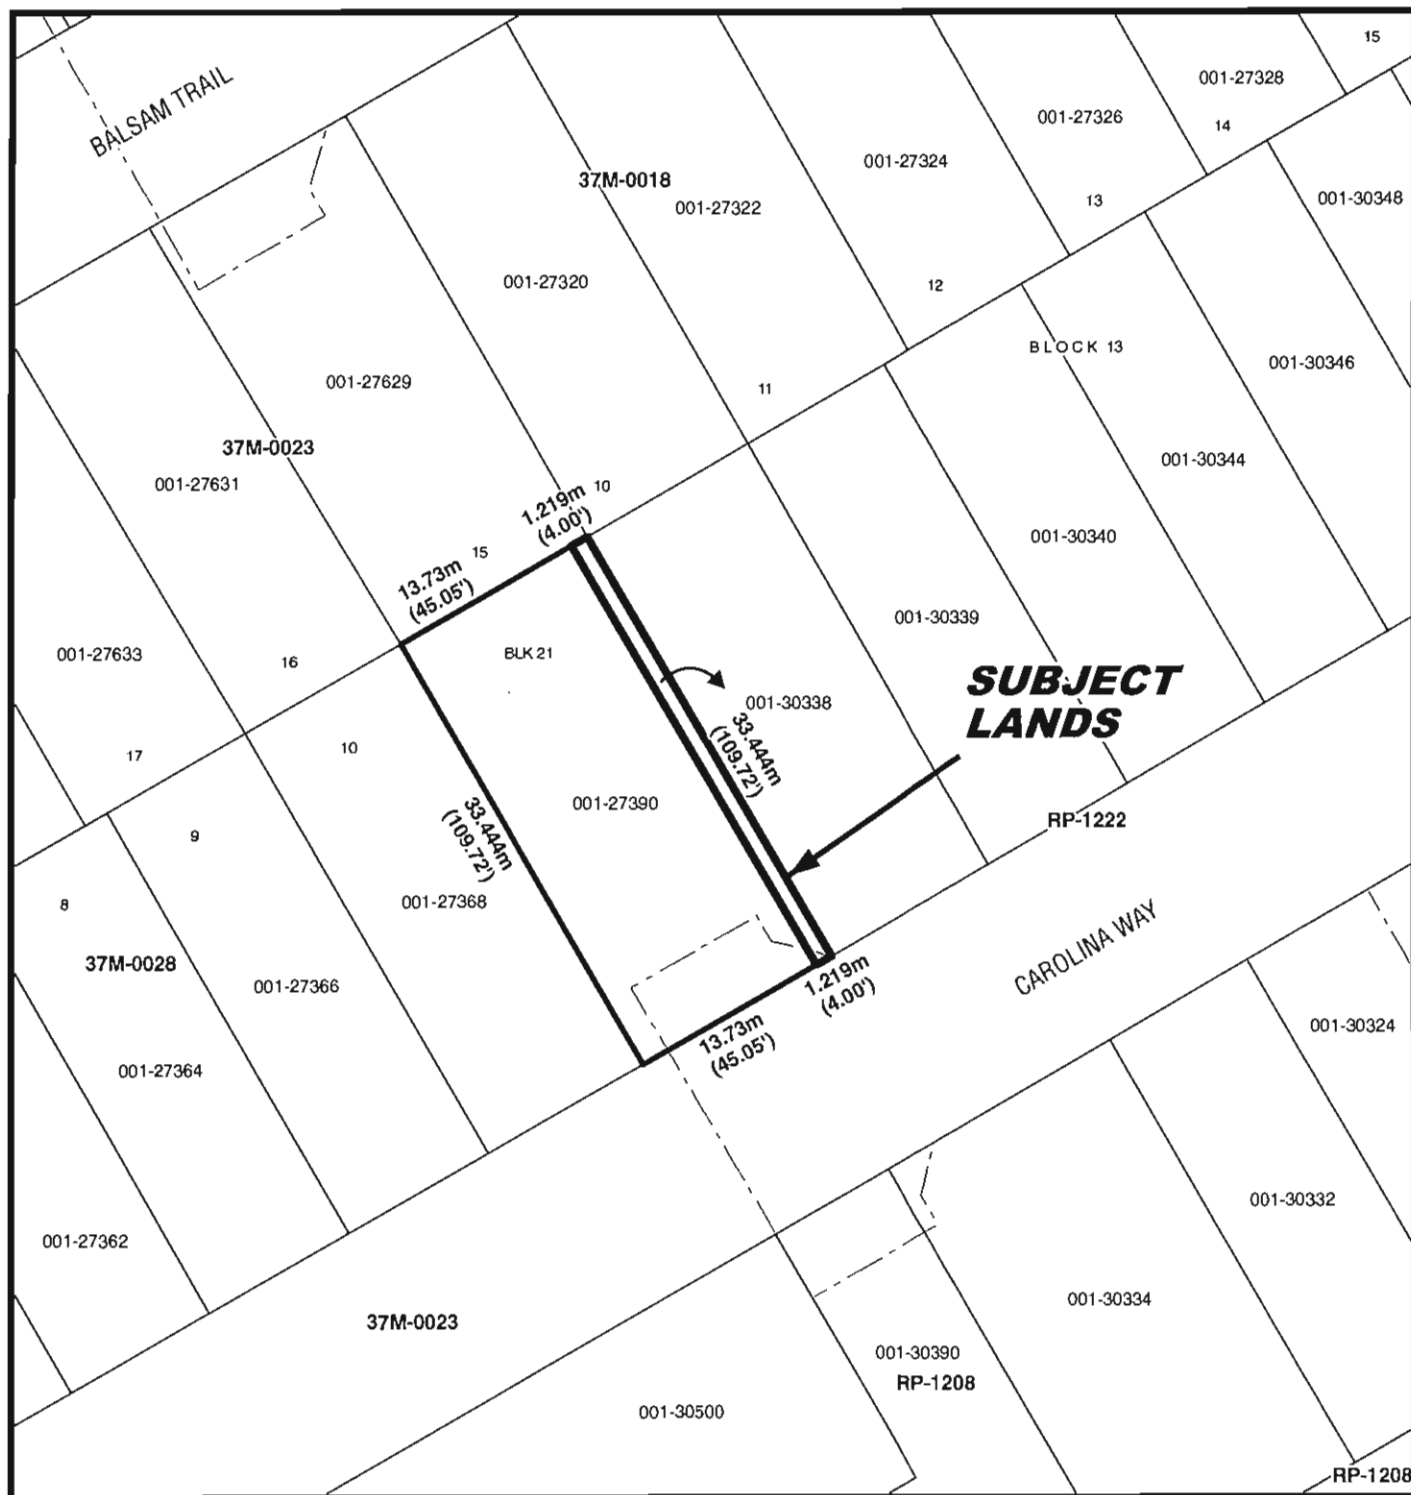 15
001-27328
BALSAM TRAIL
001-27326
14
001-27324
37M-0018
001-30348
13
001-27322
001-27320
12
BLOCK 13
001-30346
001-27629
11
37M-0023
001-30344
001-27631
10
1.219m
(4.00')
001-30340
15
13.73m
(45.05')
001-30339
BLK 21
001-27633
16
SUBJECT
LANDS
001-30338
33.444m
(109.72')
10
17
001-27390
33.444m
(109.72')
RP-1222
9
001-27368
8
CAROLINA WAY
37M-0028
001-27366
1.219m
(4.00')
001-30324
13.73m
(45.05')
001-27364
001-30332
001-27362
001-30334
37M-0023
001-30390
RP-1208
001-30500
RP-1208